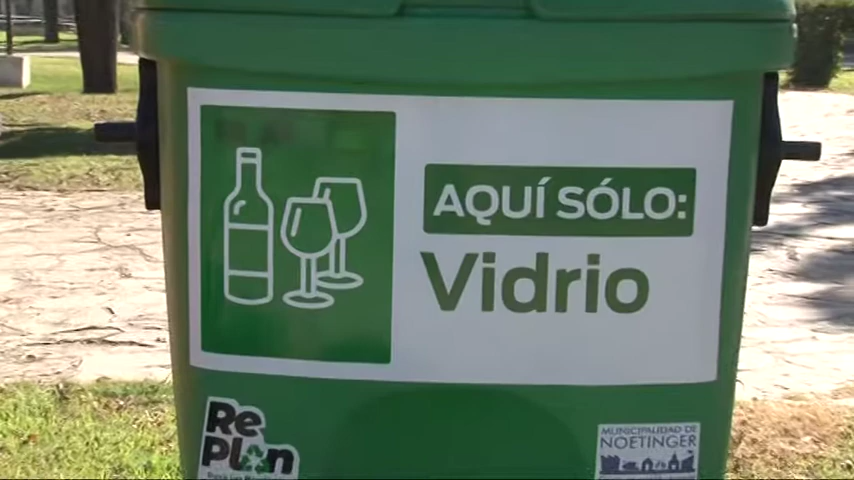 AQUÍ SÓLO:
Vidrio
Re
Plan
MUNICIPALIDAD DE
NOETINGER